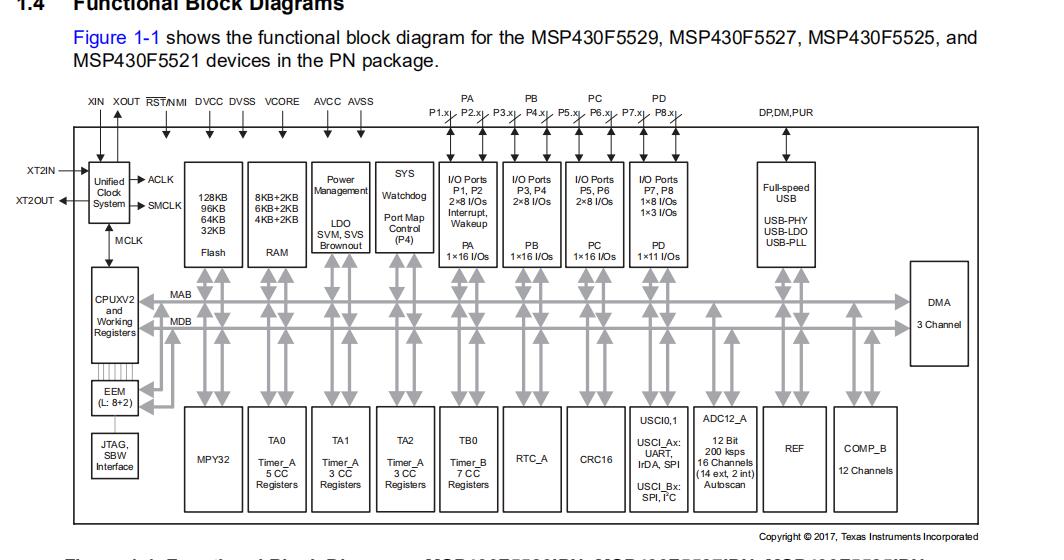 1.4 Functional Block Diagrams
Figure 1-1 shows the functional block diagram for the MSP430F5529, MSP430F5527, MSP430F5525, and
MSP430F5521 devices in the PN package.
XIN XOUT RST/NMI DVCC DVSS VCORE AVCC AVSS
PA PB PC PD
P1.x P2.x P3.x P4.x P5.x P6.x P7.x P8.x DP,DM,PUR
XT2IN
XT2OUT
Unified
Clock
System
ACLK
SMCLK
MCLK
128KB
96KB
64KB
32KB
Flash
8KB+2KB
6KB+2KB
4KB+2KB
RAM
Power
Management
LDO
SVM, SVS
Brownout
SYS
Watchdog
Port Map
Control
(P4)
I/O Ports
P1, P2
2×8 I/Os
Interrupt,
Wakeup
PA
1×16 I/Os
I/O Ports
P3, P4
2×8 I/Os
PB
1×16 I/Os
I/O Ports
P5, P6
2×8 I/Os
PC
1×16 I/Os
I/O Ports
P7, P8
1×8 I/Os
1×3 I/Os
PD
1×11 I/Os
Full-speed
USB
USB-PHY
USB-LDO
USB-PLL
CPUXV2
and
Working
Registers
MAB
MDB
DMA
3 Channel
EEM
(L: 8+2)
JTAG,
SBW
Interface
MPY32
TA0
Timer_A
5 CC
Registers
TA1
Timer_A
3 CC
Registers
TA2
Timer_A
3 CC
Registers
TB0
Timer_B
7 CC
Registers
RTC_A
CRC16
USCI0,1
USCI_Ax:
UART,
IrDA, SPI
USCI_Bx:
SPI, I²C
ADC12_A
12 Bit
200 ksps
16 Channels
(14 ext, 2 int)
Autoscan
REF
COMP_B
12 Channels
Copyright © 2017, Texas Instruments Incorporated